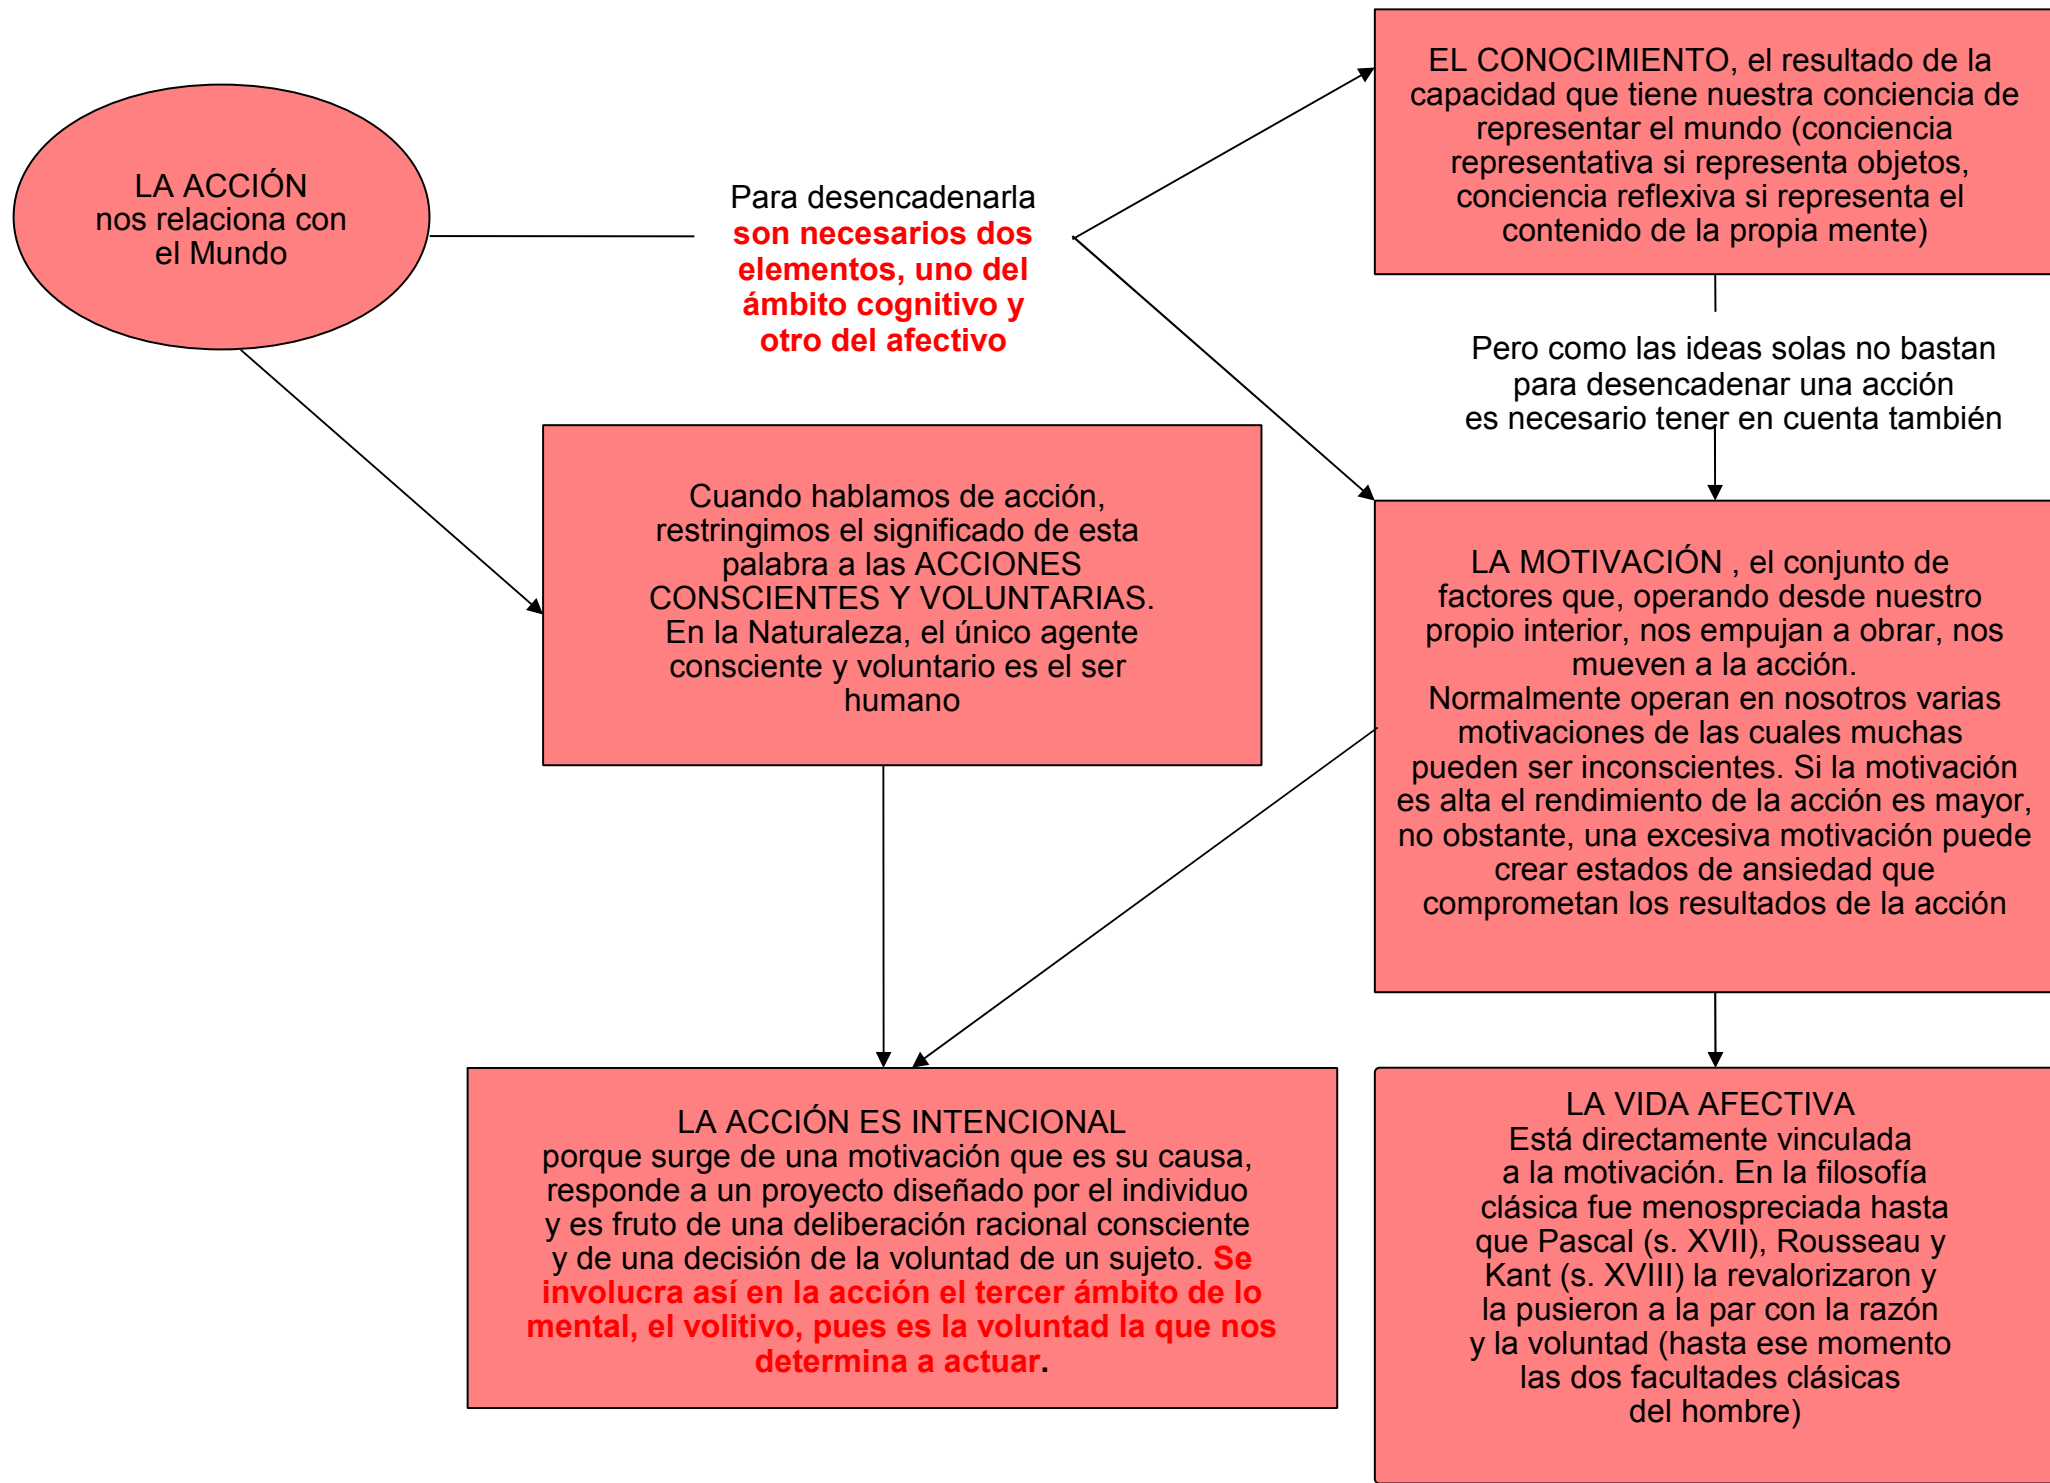 LA ACCIÓN
nos relaciona con
el Mundo
Para desencadenarla
son necesarios dos
elementos, uno del
ámbito cognitivo y
otro del afectivo
EL CONOCIMIENTO, el resultado de la
capacidad que tiene nuestra conciencia de
representar el mundo (conciencia
representativa si representa objetos,
conciencia reflexiva si representa el
contenido de la propia mente)
Pero como las ideas solas no bastan
para desencadenar una acción
es necesario tener en cuenta también
Cuando hablamos de acción,
restringimos el significado de esta
palabra a las ACCIONES
CONSCIENTES Y VOLUNTARIAS.
En la Naturaleza, el único agente
consciente y voluntario es el ser
humano
LA MOTIVACIÓN , el conjunto de
factores que, operando desde nuestro
propio interior, nos empujan a obrar, nos
mueven a la acción.
Normalmente operan en nosotros varias
motivaciones de las cuales muchas
pueden ser inconscientes. Si la motivación
es alta el rendimiento de la acción es mayor,
no obstante, una excesiva motivación puede
crear estados de ansiedad que
comprometan los resultados de la acción
LA ACCIÓN ES INTENCIONAL
porque surge de una motivación que es su causa,
responde a un proyecto diseñado por el individuo
y es fruto de una deliberación racional consciente
y de una decisión de la voluntad de un sujeto. Se
involucra así en la acción el tercer ámbito de lo
mental, el volitivo, pues es la voluntad la que nos
determina a actuar.
LA VIDA AFECTIVA
Está directamente vinculada
a la motivación. En la filosofía
clásica fue menospreciada hasta
que Pascal (s. XVII), Rousseau y
Kant (s. XVIII) la revalorizaron y
la pusieron a la par con la razón
y la voluntad (hasta ese momento
las dos facultades clásicas
del hombre)